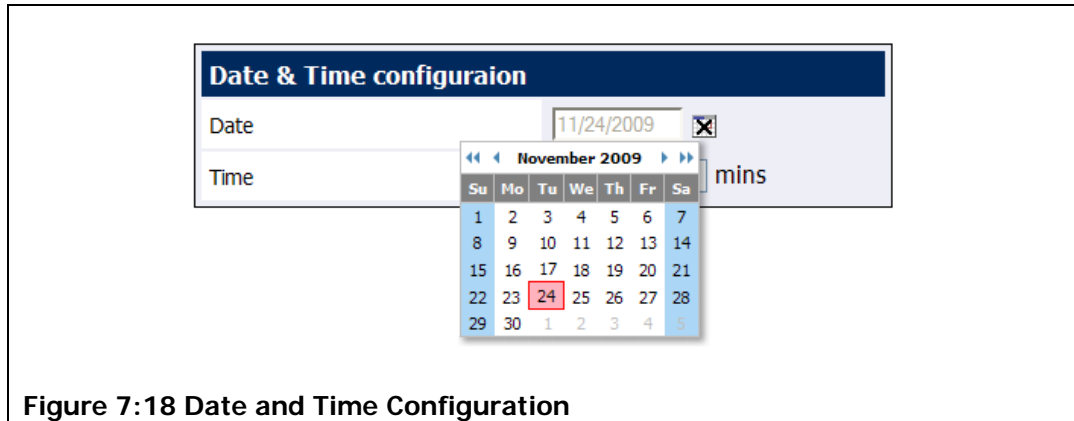 Date & Time configuraion
Date 11/24/2009
November 2009
Time mins
Su Mo Tu We Th Fr Sa
1 2 3 4 5 6 7
8 9 10 11 12 13 14
15 16 17 18 19 20 21
22 23 24 25 26 27 28
29 30 1 2 3 4 5
Figure 7:18 Date and Time Configuration